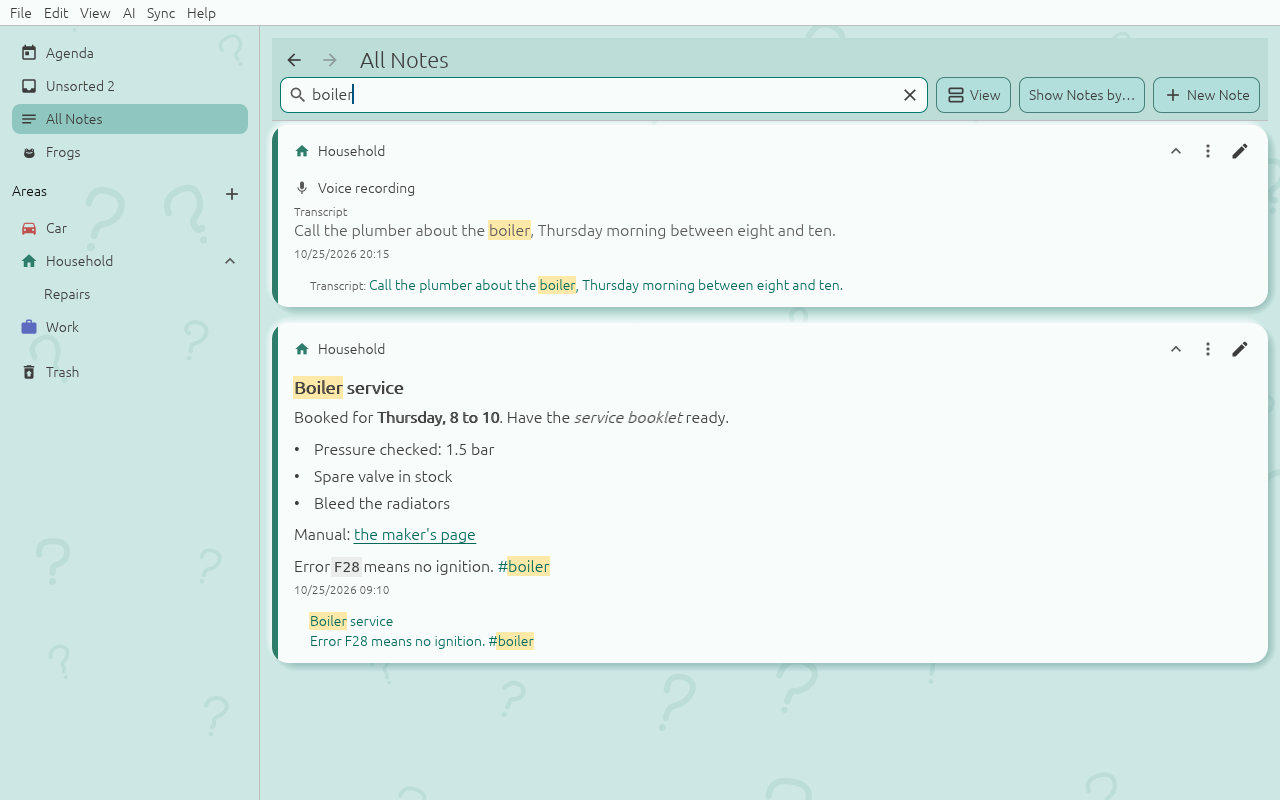 File Edit View AI Sync Help
Agenda
Unsorted 2
All Notes
Frogs
Areas
Car
Household
Repairs
Work
Trash
All Notes
boiler
View
Show Notes by…
New Note
Household
Voice recording
Transcript
Call the plumber about the boiler, Thursday morning between eight and ten.
10/25/2026 20:15
Transcript: Call the plumber about the boiler, Thursday morning between eight and ten.
Household
Boiler service
Booked for Thursday, 8 to 10. Have the service booklet ready.
• Pressure checked: 1.5 bar
• Spare valve in stock
• Bleed the radiators
Manual: the maker's page
Error F28 means no ignition. #boiler
10/25/2026 09:10
Boiler service
Error F28 means no ignition. #boiler